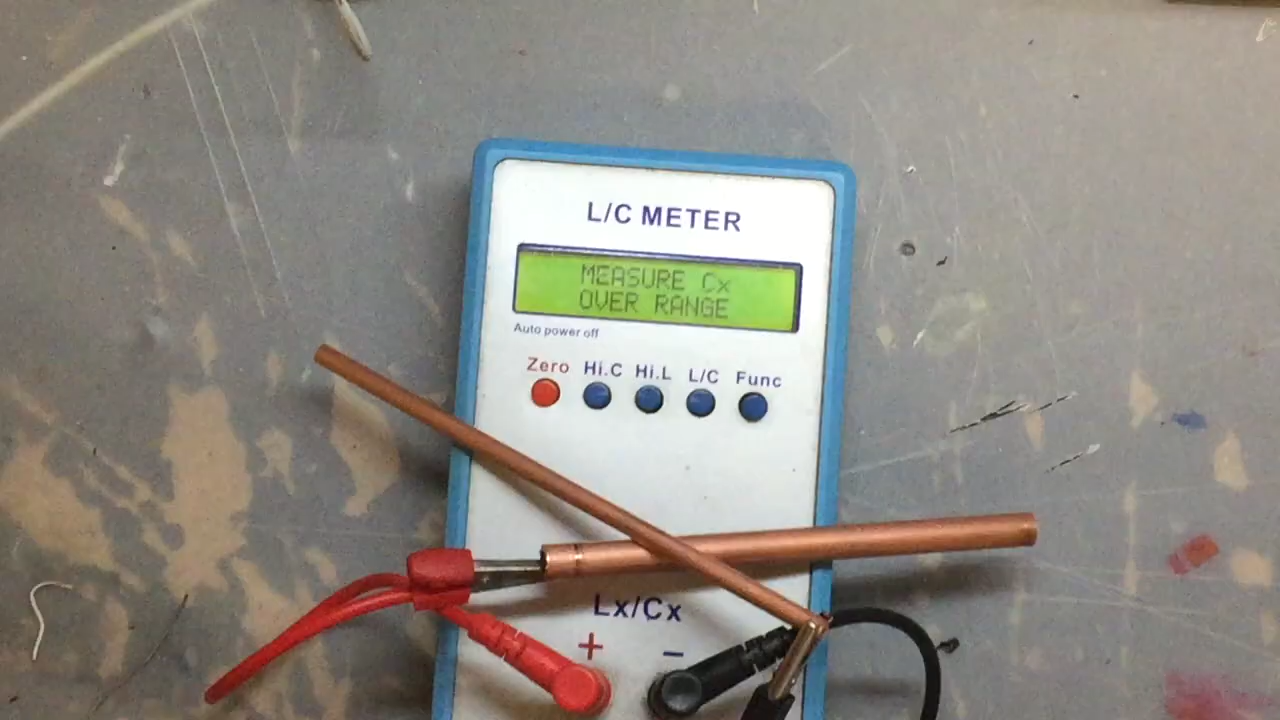 L/C METER
MEASURE Cx
OVER RANGE
Auto power off
Zero Hi.C Hi.L L/C Func
Lx/Cx
+ −